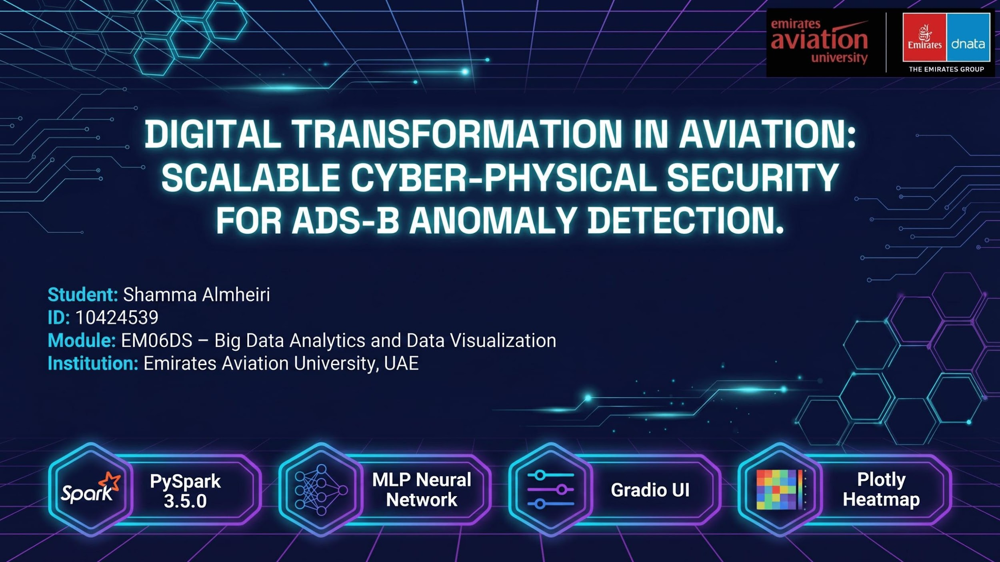 emirates
aviation
university
Emirates
dnata
THE EMIRATES GROUP
DIGITAL TRANSFORMATION IN AVIATION:
SCALABLE CYBER-PHYSICAL SECURITY
FOR ADS-B ANOMALY DETECTION.
Student: Shamma Almheiri
ID: 10424539
Module: EM06DS – Big Data Analytics and Data Visualization
Institution: Emirates Aviation University, UAE
Spark
PySpark
3.5.0
MLP Neural
Network
Gradio UI
Plotly
Heatmap